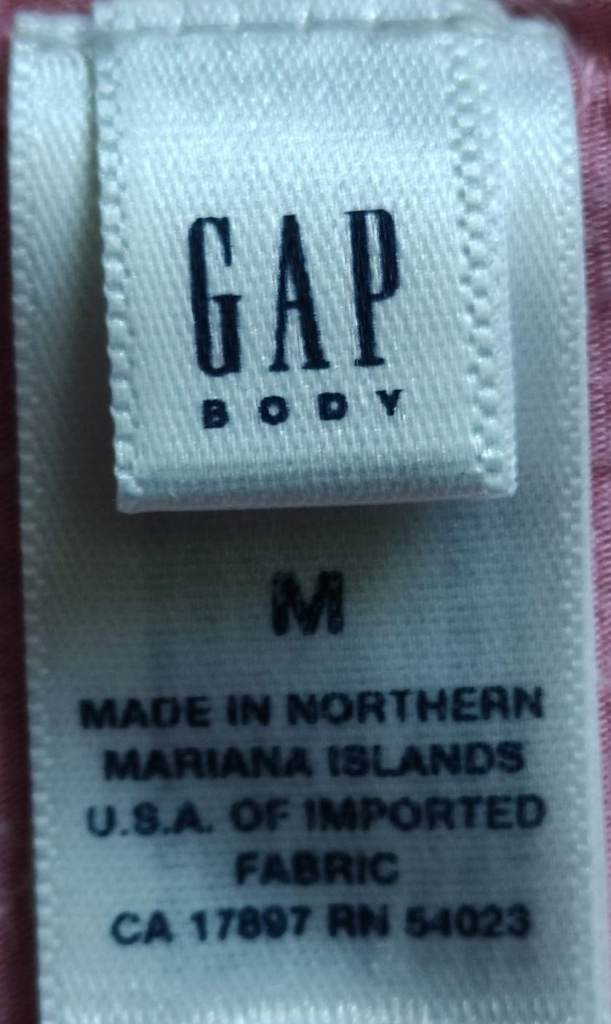 GAP
BODY
M
MADE IN NORTHERN
MARIANA ISLANDS
U.S.A. OF IMPORTED
FABRIC
CA 17897 RN 54023